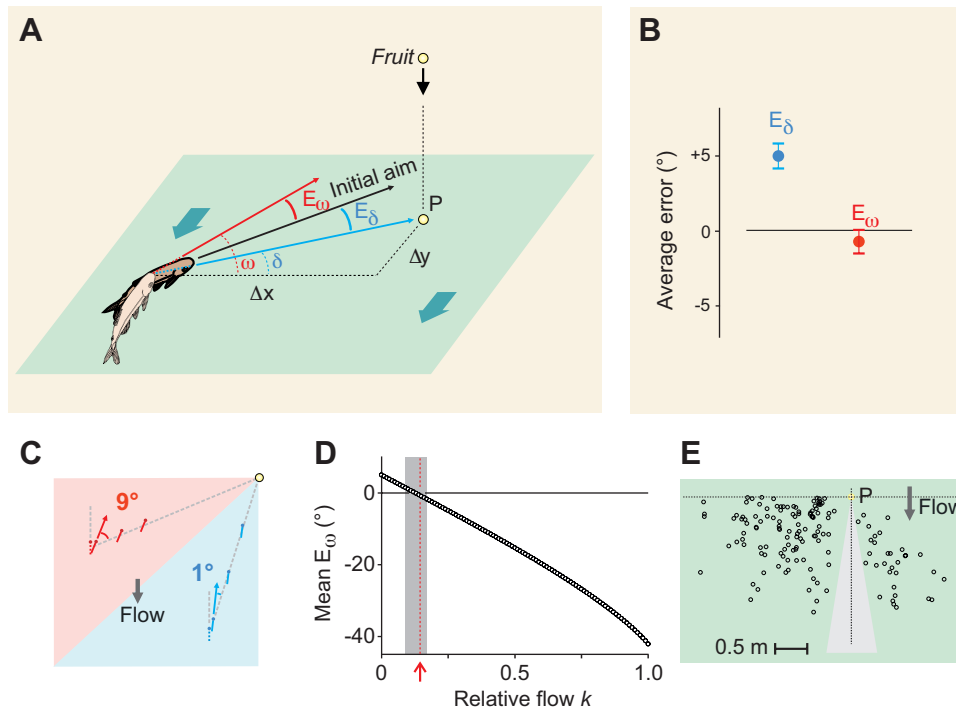 A
Fruit
Initial aim
Eω
Eδ
P
ω
δ
Δy
Δx
B
Average error (°)
+5
0
-5
Eδ
Eω
C
9°
1°
Flow
D
Mean Eω (°)
0
-20
-40
0
0.5
1.0
Relative flow k
E
P
Flow
0.5 m